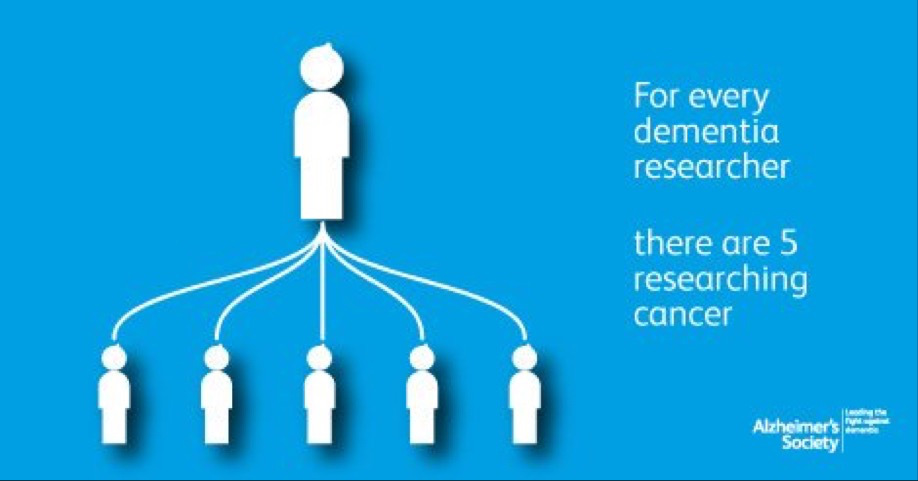 For every
dementia
researcher
there are 5
researching
cancer
Alzheimer's
Society
Leading the
fight against
dementia